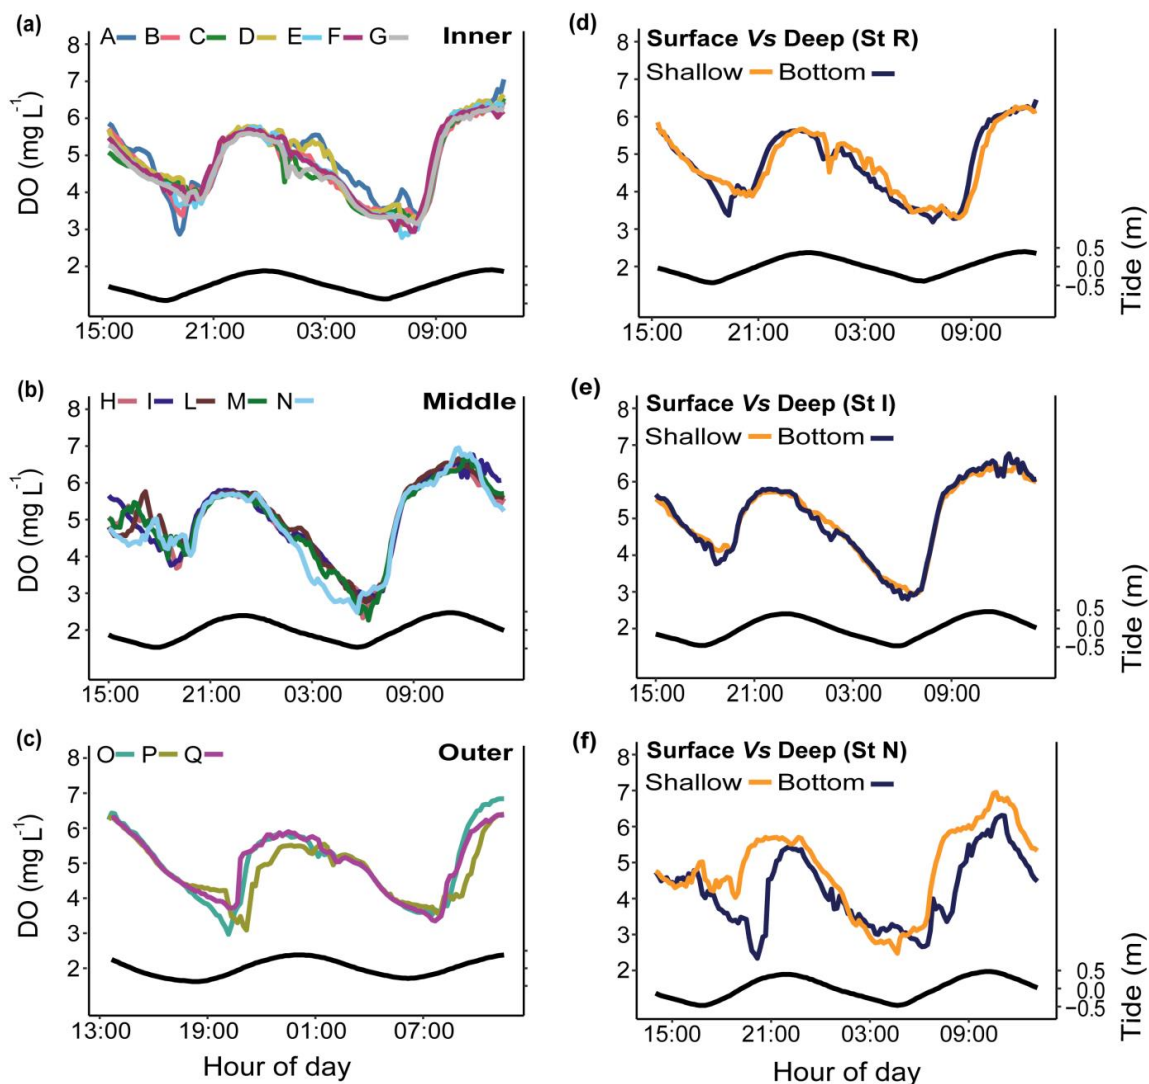 (a)
A B C D E F G Inner
8
7
6
5
4
3
2
DO (mg L⁻¹)
15:00 21:00 03:00 09:00
(d)
Surface Vs Deep (St R)
Shallow Bottom
8
7
6
5
4
3
2
0.5
0.0
−0.5
Tide (m)
15:00 21:00 03:00 09:00
(b)
H I L M N Middle
8
7
6
5
4
3
2
DO (mg L⁻¹)
15:00 21:00 03:00 09:00
(e)
Surface Vs Deep (St I)
Shallow Bottom
8
7
6
5
4
3
2
0.5
0.0
−0.5
Tide (m)
15:00 21:00 03:00 09:00
(c)
O P Q Outer
8
7
6
5
4
3
2
DO (mg L⁻¹)
13:00 19:00 01:00 07:00
Hour of day
(f)
Surface Vs Deep (St N)
Shallow Bottom
8
7
6
5
4
3
2
0.5
0.0
−0.5
Tide (m)
15:00 21:00 03:00 09:00
Hour of day